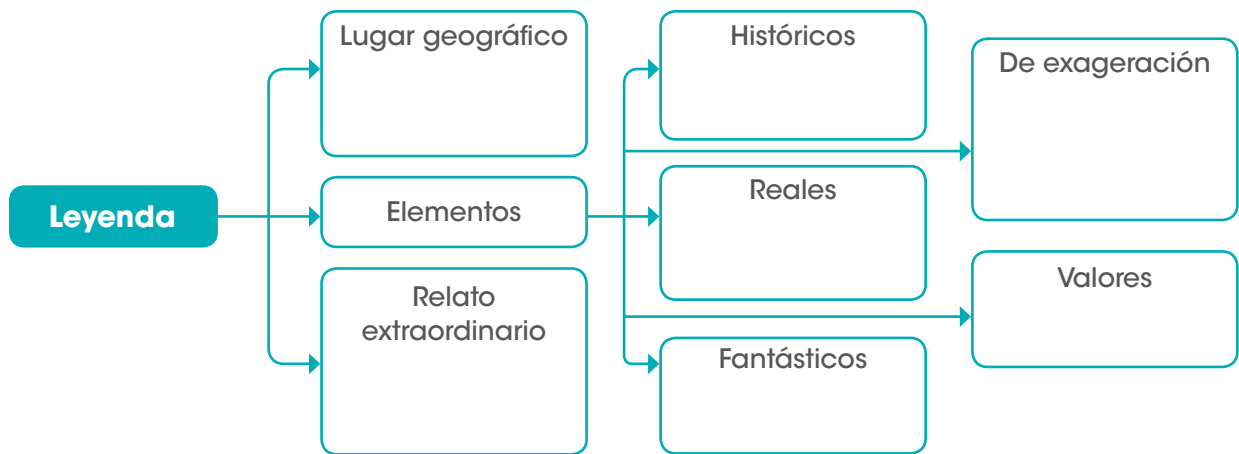 Leyenda
Lugar geográfico
Elementos
Relato
extraordinario
Históricos
Reales
Fantásticos
De exageración
Valores